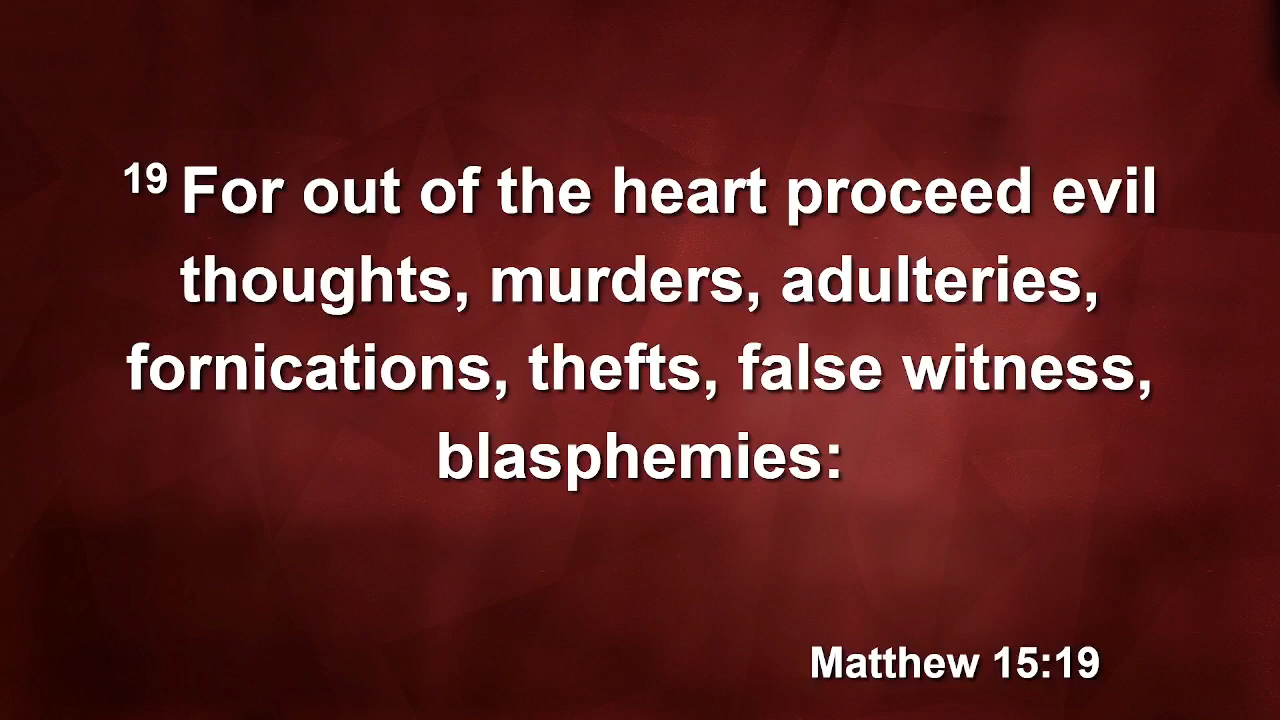 19 For out of the heart proceed evil
thoughts, murders, adulteries,
fornications, thefts, false witness,
blasphemies:
Matthew 15:19